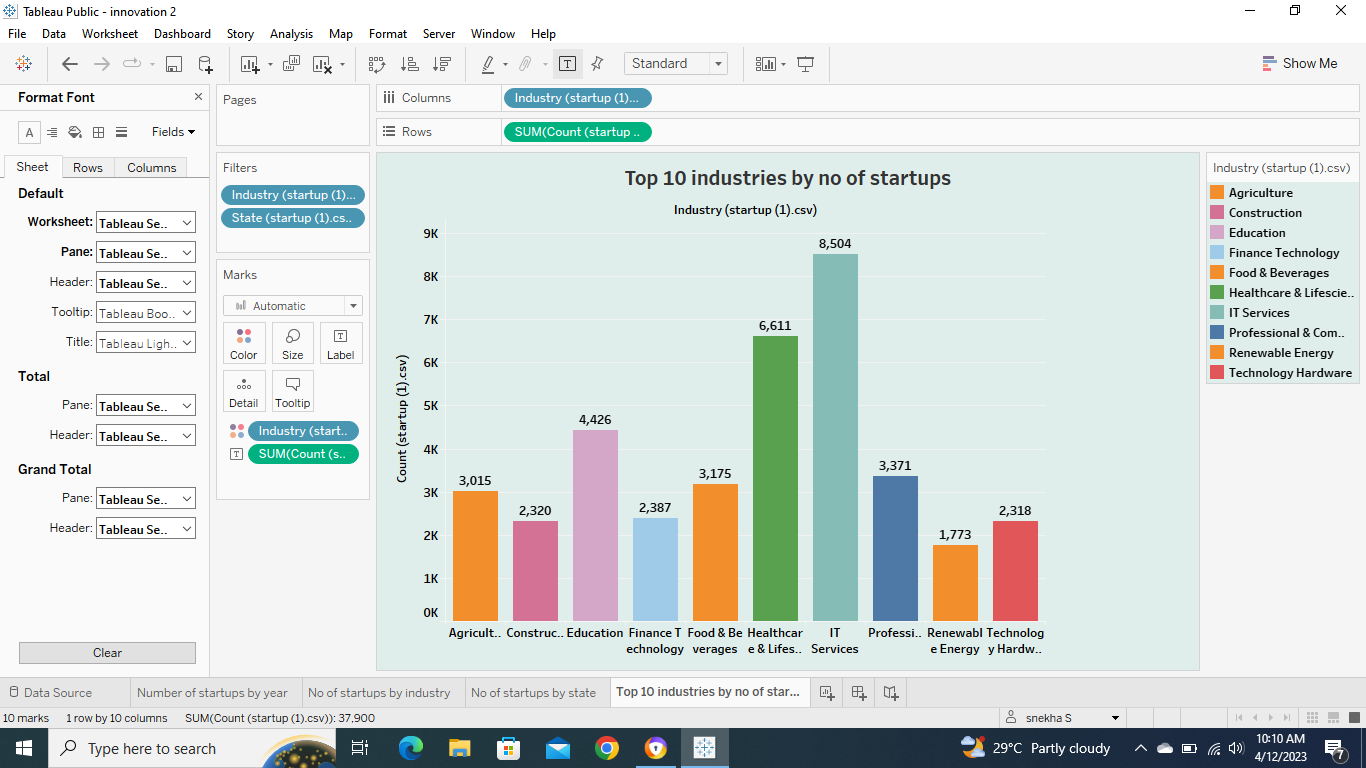 Tableau Public - innovation 2
File Data Worksheet Dashboard Story Analysis Map Format Server Window Help
Standard
Show Me
Format Font
Fields
Sheet Rows Columns
Default
Worksheet: Tableau Se..
Pane: Tableau Se..
Header: Tableau Se..
Tooltip: Tableau Boo..
Title: Tableau Ligh..
Total
Pane: Tableau Se..
Header: Tableau Se..
Grand Total
Pane: Tableau Se..
Header: Tableau Se..
Clear
Pages
Filters
Industry (startup (1)...
State (startup (1).cs..
Marks
Automatic
Color Size Label
Detail Tooltip
Industry (start..
SUM(Count (s..
Columns Industry (startup (1)...
Rows SUM(Count (startup ..
Top 10 industries by no of startups
Industry (startup (1).csv)
Count (startup (1).csv)
9K
8K
7K
6K
5K
4K
3K
2K
1K
0K
3,015
2,320
4,426
2,387
3,175
6,611
8,504
3,371
1,773
2,318
Agricult.. Construc.. Education Finance T Food & Be Healthcar IT Professi.. Renewabl Technolog
echnology verages e & Lifes.. Services e Energy y Hardw..
Industry (startup (1).csv)
Agriculture
Construction
Education
Finance Technology
Food & Beverages
Healthcare & Lifescie..
IT Services
Professional & Com..
Renewable Energy
Technology Hardware
Data Source Number of startups by year No of startups by industry No of startups by state Top 10 industries by no of star...
10 marks 1 row by 10 columns SUM(Count (startup (1).csv)): 37,900 snekha S
Type here to search
29°C Partly cloudy
10:10 AM
4/12/2023
7